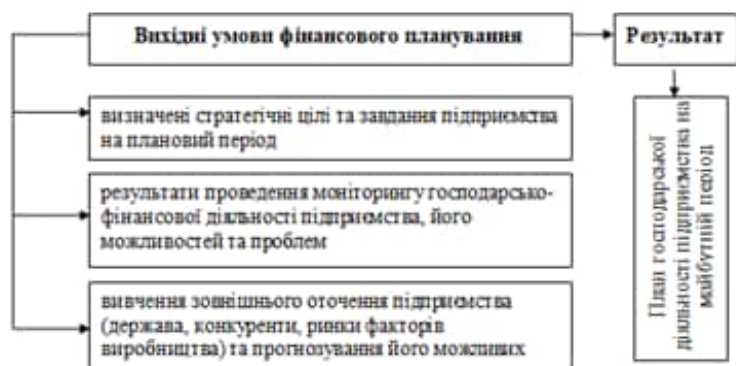 Вихідні умови фінансового планування
Результат
визначені стратегічні цілі та завдання підприємства
на плановий період
результати проведення моніторингу господарсько-
фінансової діяльності підприємства, його
можливостей та проблем
вивчення зовнішнього оточення підприємства
(держава, конкуренти, ринки факторів
виробництва) та прогнозування його можливих
План господарської
діяльності підприємства на
майбутній період